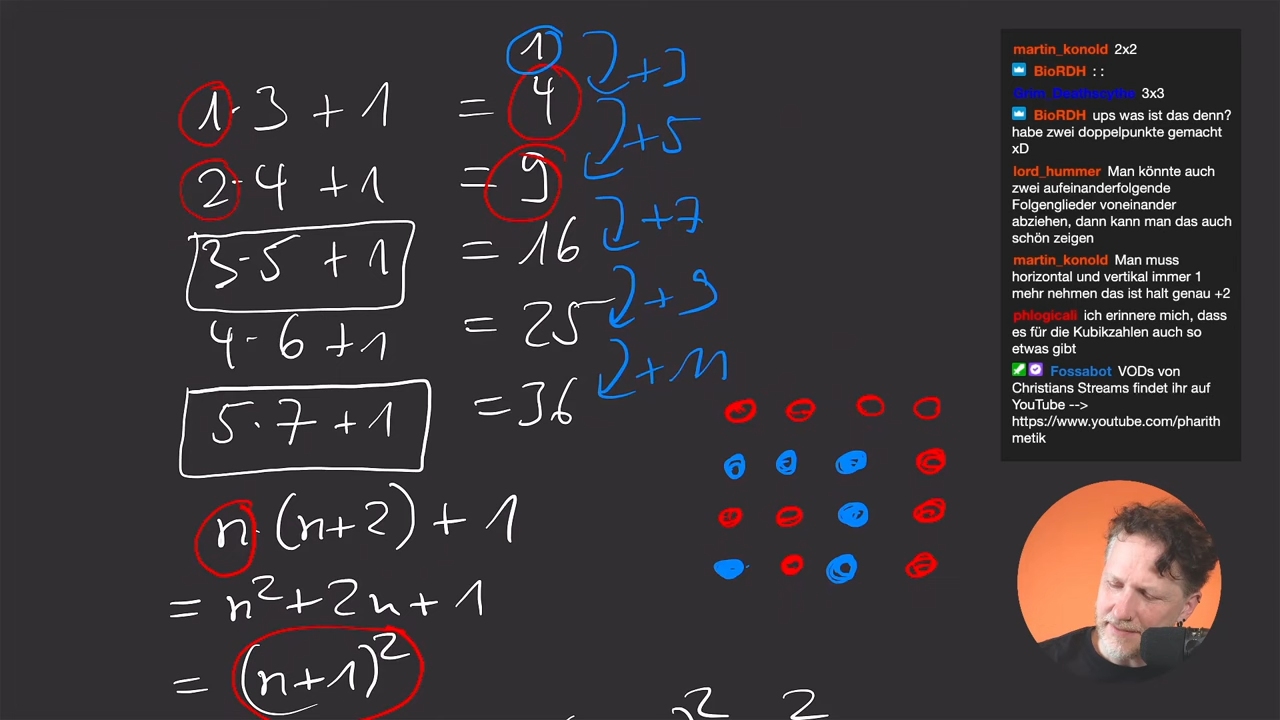 1
+3
1·3+1 = 4
+5
2·4+1 = 9
+7
3·5+1 = 16
+9
4·6+1 = 25
+11
5·7+1 = 36
n·(n+2)+1
= n²+2n+1
= (n+1)²
)² 2
martin_konold 2x2
BioRDH : :
Grim_Deathscythe 3x3
BioRDH ups was ist das denn?
habe zwei doppelpunkte gemacht
xD
lord_hummer Man könnte auch
zwei aufeinanderfolgende
Folgenglieder voneinander
abziehen, dann kann man das auch
schön zeigen
martin_konold Man muss
horizontal und vertikal immer 1
mehr nehmen das ist halt genau +2
phlogicali ich erinnere mich, dass
es für die Kubikzahlen auch so
etwas gibt
Fossabot VODs von
Christians Streams findet ihr auf
YouTube -->
https://www.youtube.com/pharith
metik